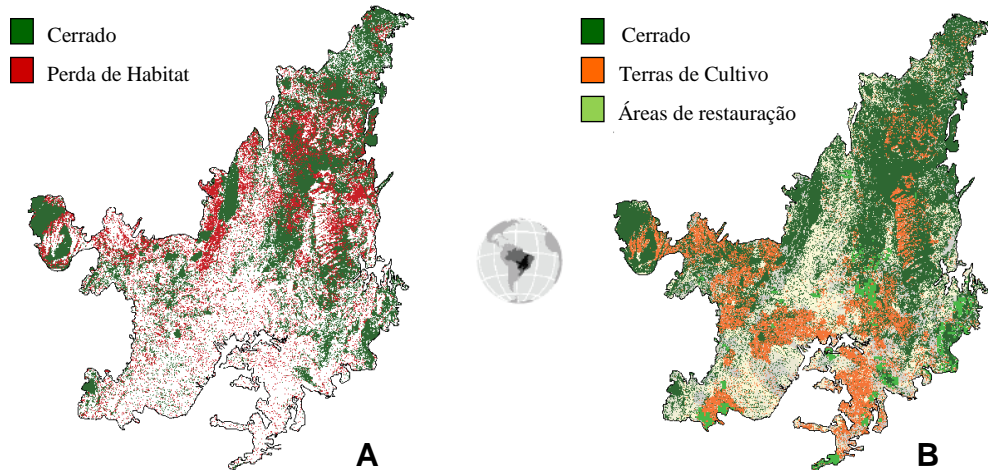 Cerrado
Perda de Habitat
A
Cerrado
Terras de Cultivo
Áreas de restauração
B